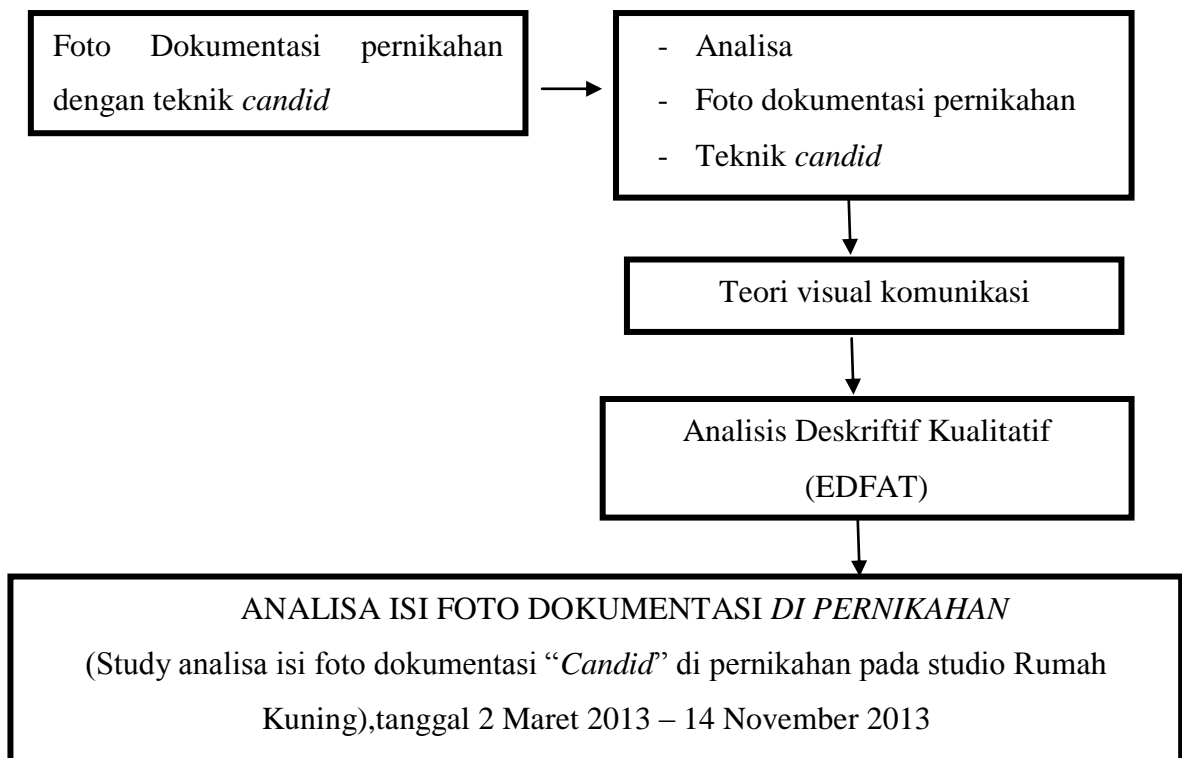 Foto Dokumentasi pernikahan
dengan teknik candid
- Analisa
- Foto dokumentasi pernikahan
- Teknik candid
Teori visual komunikasi
Analisis Deskriftif Kualitatif
(EDFAT)
ANALISA ISI FOTO DOKUMENTASI DI PERNIKAHAN
(Study analisa isi foto dokumentasi “Candid” di pernikahan pada studio Rumah
Kuning),tanggal 2 Maret 2013 – 14 November 2013